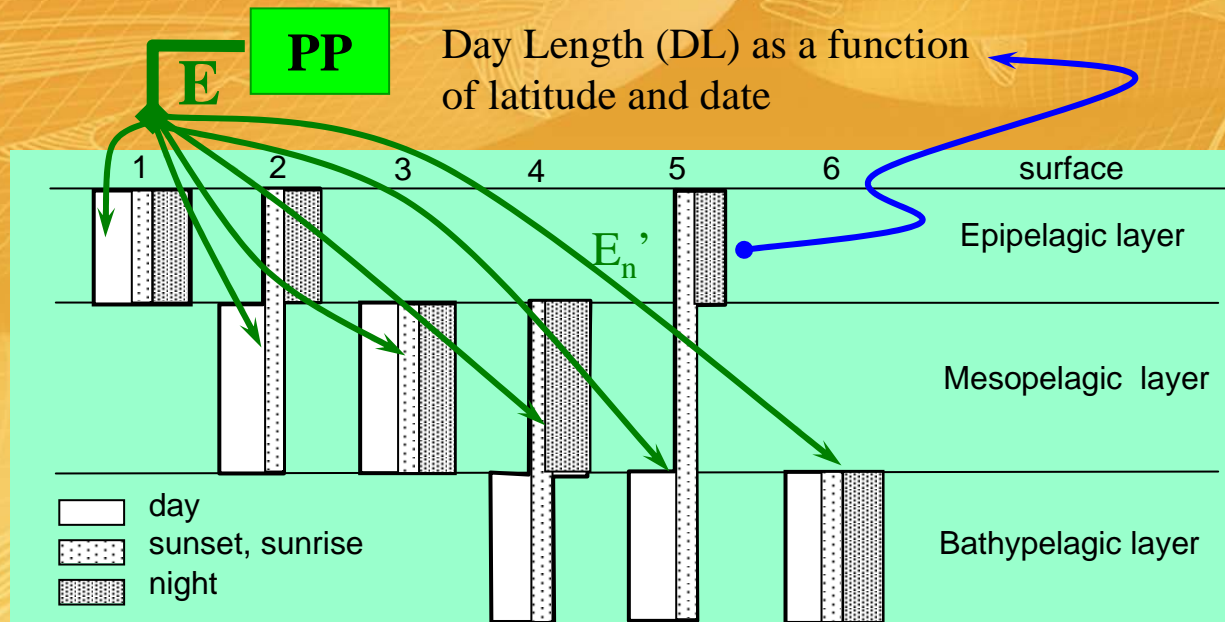 PP
E
Day Length (DL) as a function
of latitude and date
1 2 3 4 5 6 surface
Epipelagic layer
Eₙ’
Mesopelagic layer
day
sunset, sunrise
night
Bathypelagic layer